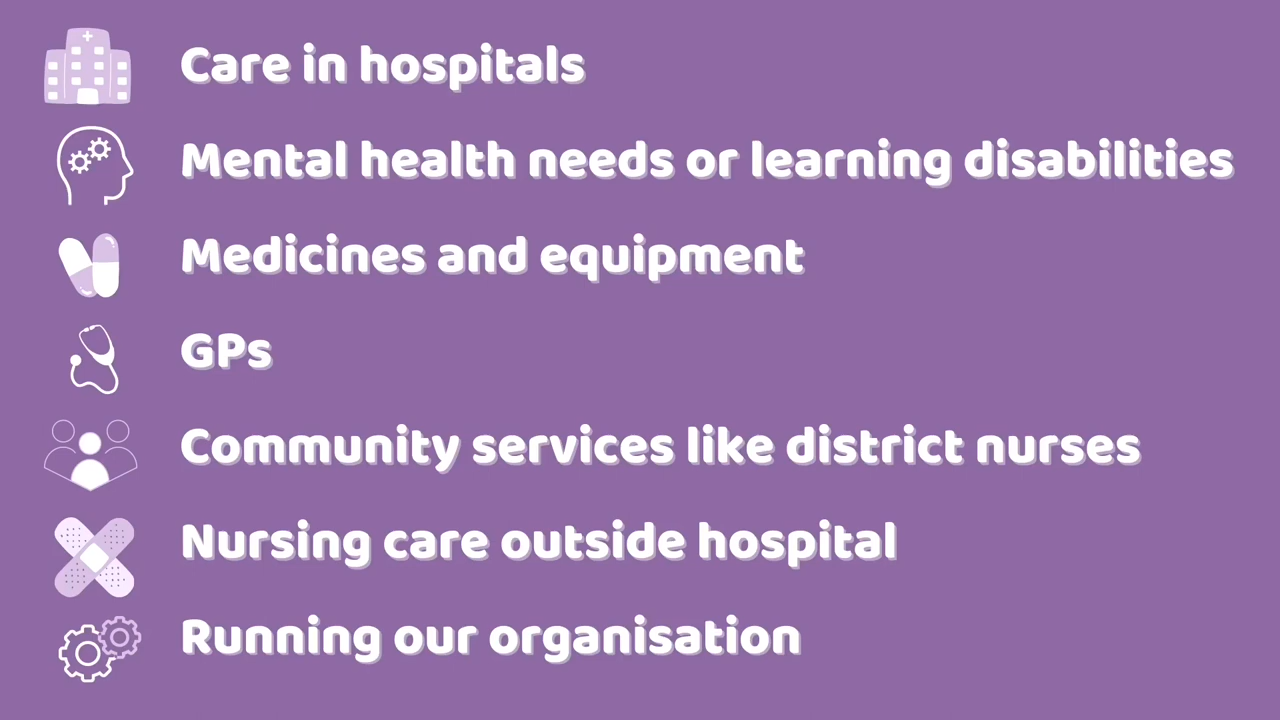 Care in hospitals
Mental health needs or learning disabilities
Medicines and equipment
GPs
Community services like district nurses
Nursing care outside hospital
Running our organisation